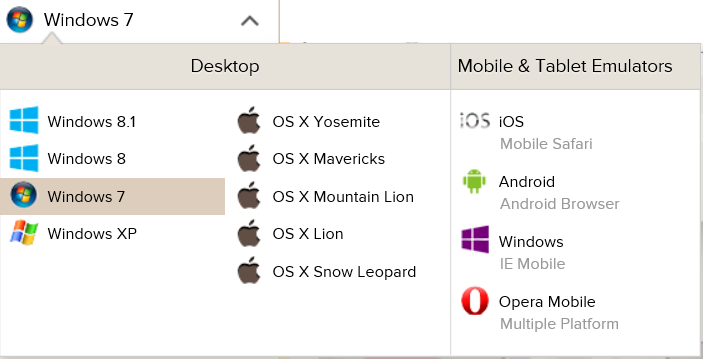 Windows 7
Desktop
Mobile & Tablet Emulators
Windows 8.1
Windows 8
Windows 7
Windows XP
OS X Yosemite
OS X Mavericks
OS X Mountain Lion
OS X Lion
OS X Snow Leopard
iOS
iOS
Mobile Safari
Android
Android Browser
Windows
IE Mobile
Opera Mobile
Multiple Platform